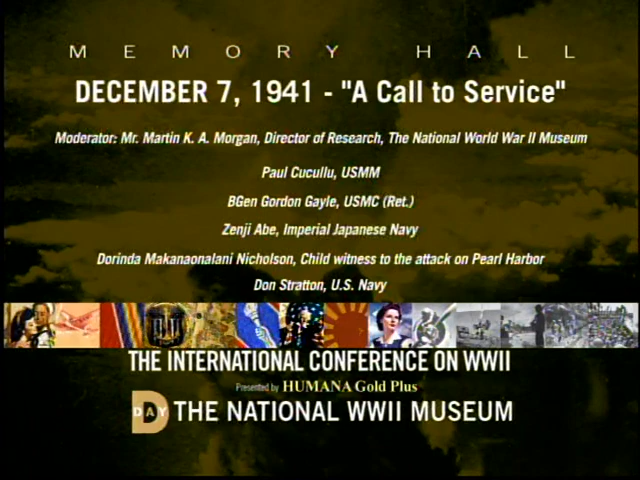 MEMORY HALL
DECEMBER 7, 1941 - "A Call to Service"
Moderator: Mr. Martin K. A. Morgan, Director of Research, The National World War II Museum
Paul Cucullu, USMM
BGen Gordon Gayle, USMC (Ret.)
Zenji Abe, Imperial Japanese Navy
Dorinda Makanaonalani Nicholson, Child witness to the attack on Pearl Harbor
Don Stratton, U.S. Navy
THE INTERNATIONAL CONFERENCE ON WWII
Presented by HUMANA Gold Plus
D DAY THE NATIONAL WWII MUSEUM